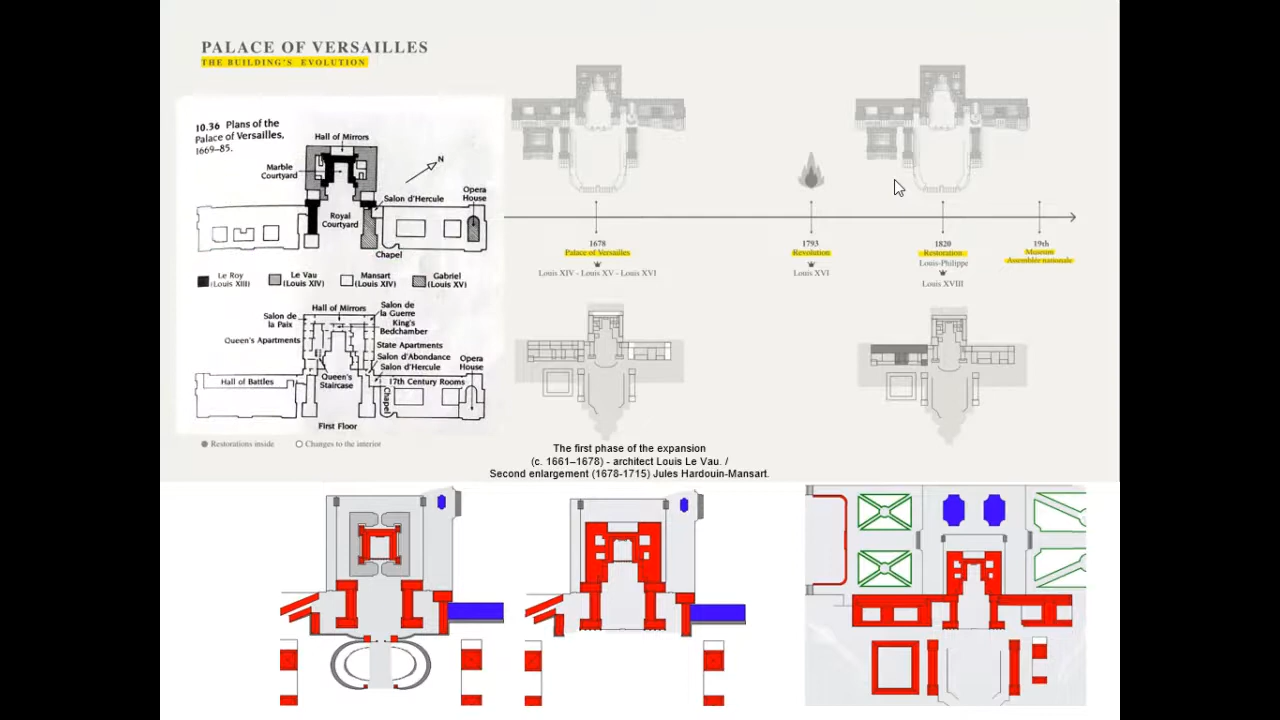 PALACE OF VERSAILLES
THE BUILDING'S EVOLUTION
10.36 Plans of the
Palace of Versailles,
1669–85.
Hall of Mirrors
Marble
Courtyard
N
Salon d'Hercule
Opera
House
Royal
Courtyard
Chapel
Le Roy
(Louis XIII)
Le Vau
(Louis XIV)
Mansart
(Louis XIV)
Gabriel
(Louis XV)
Hall of Mirrors
Salon de
la Paix
Salon de
la Guerre
King's
Bedchamber
Queen's Apartments
State Apartments
Salon d'Abondance
Salon d'Hercule
Opera
House
Hall of Battles
Queen's
Staircase
17th Century Rooms
Chapel
First Floor
Restorations inside
Changes to the interior
1678
Palace of Versailles
Louis XIV - Louis XV - Louis XVI
1793
Revolution
Louis XVI
1820
Restoration
Louis-Philippe
Louis XVIII
19th
Museum
Assemblée nationale
The first phase of the expansion
(c. 1661–1678) - architect Louis Le Vau. /
Second enlargement (1678-1715) Jules Hardouin-Mansart.